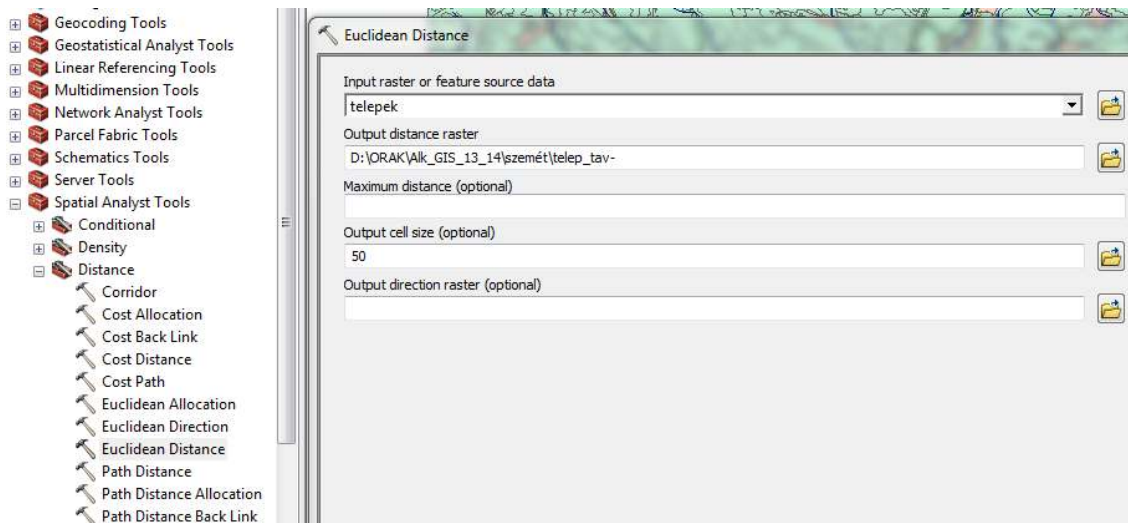 Geocoding Tools
Geostatistical Analyst Tools
Linear Referencing Tools
Multidimension Tools
Network Analyst Tools
Parcel Fabric Tools
Schematics Tools
Server Tools
Spatial Analyst Tools
Conditional
Density
Distance
Corridor
Cost Allocation
Cost Back Link
Cost Distance
Cost Path
Euclidean Allocation
Euclidean Direction
Euclidean Distance
Path Distance
Path Distance Allocation
Path Distance Back Link
Euclidean Distance
Input raster or feature source data
telepek
Output distance raster
D:\ORAK\Alk_GIS_13_14\szemét\telep_tav-
Maximum distance (optional)
Output cell size (optional)
50
Output direction raster (optional)